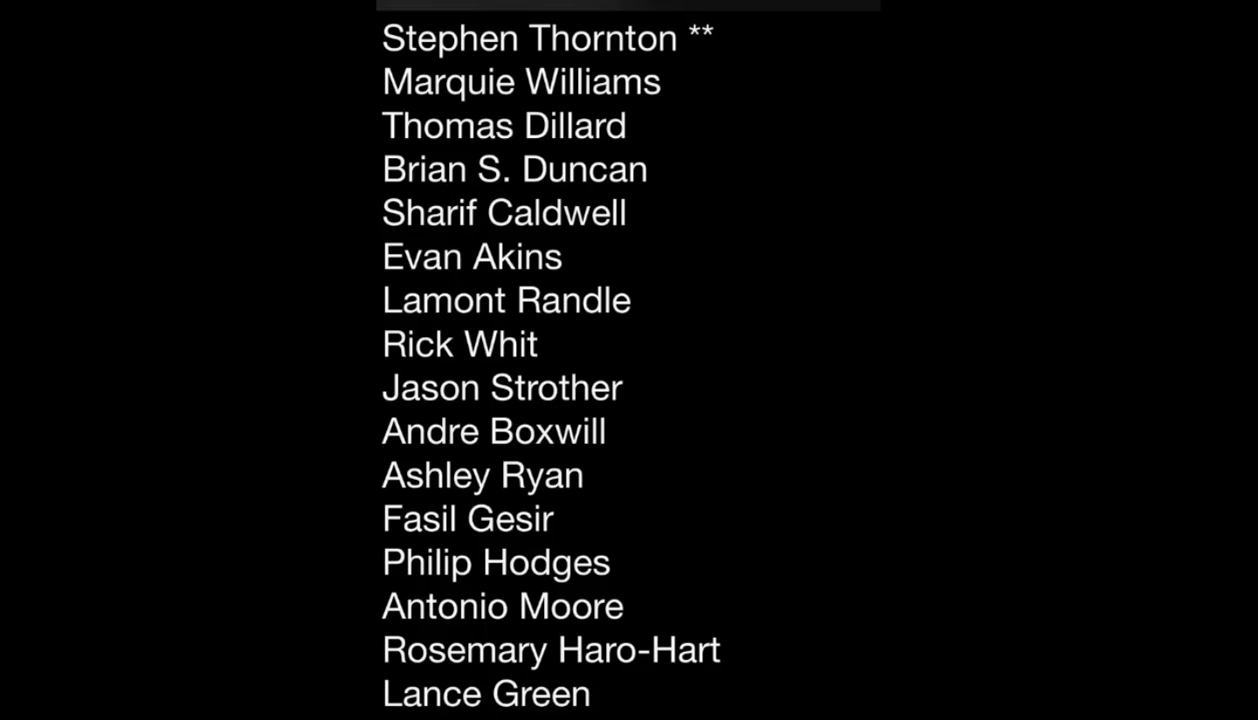 Stephen Thornton **
Marquie Williams
Thomas Dillard
Brian S. Duncan
Sharif Caldwell
Evan Akins
Lamont Randle
Rick Whit
Jason Strother
Andre Boxwill
Ashley Ryan
Fasil Gesir
Philip Hodges
Antonio Moore
Rosemary Haro-Hart
Lance Green